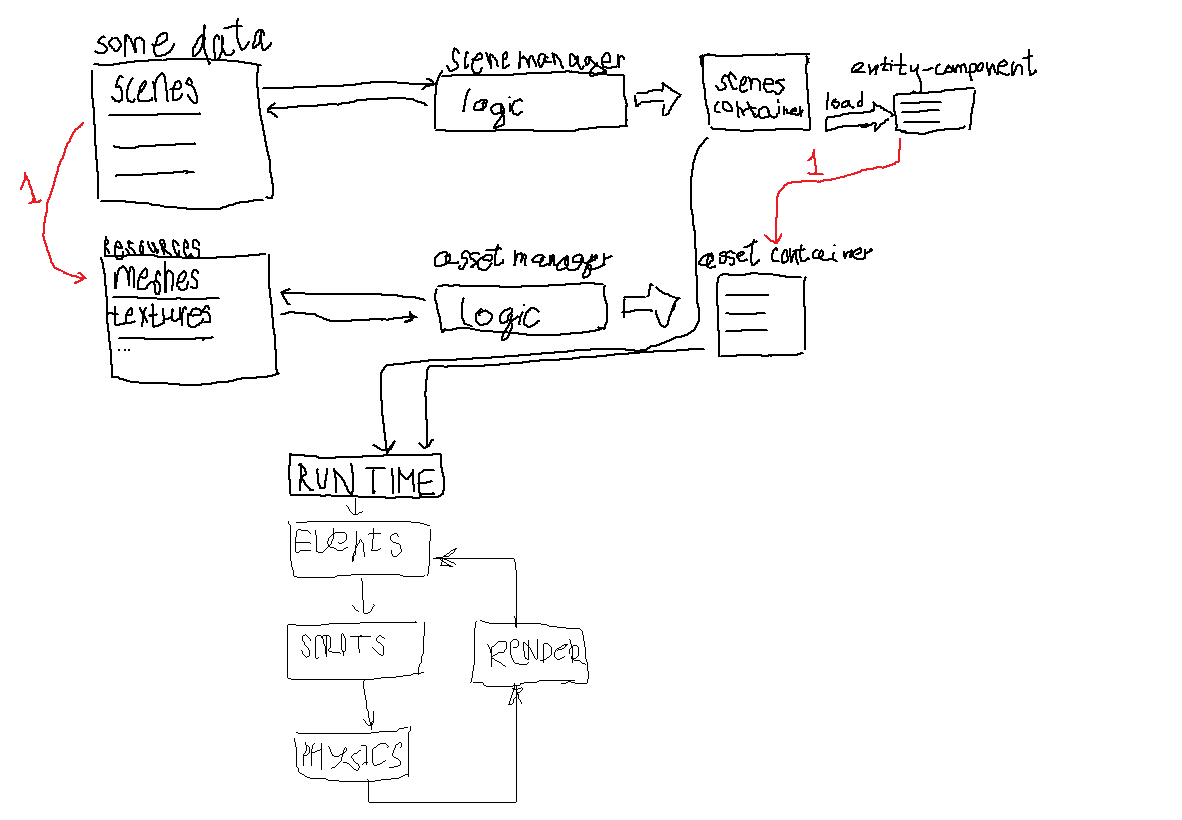 some data
scenes
scene manager
logic
scenes
container
load
entity-component
1
1
Resources
meshes
textures
...
asset manager
logic
asset container
RUNTIME
EVENTS
SCRIPTS
PHYSICS
RENDER